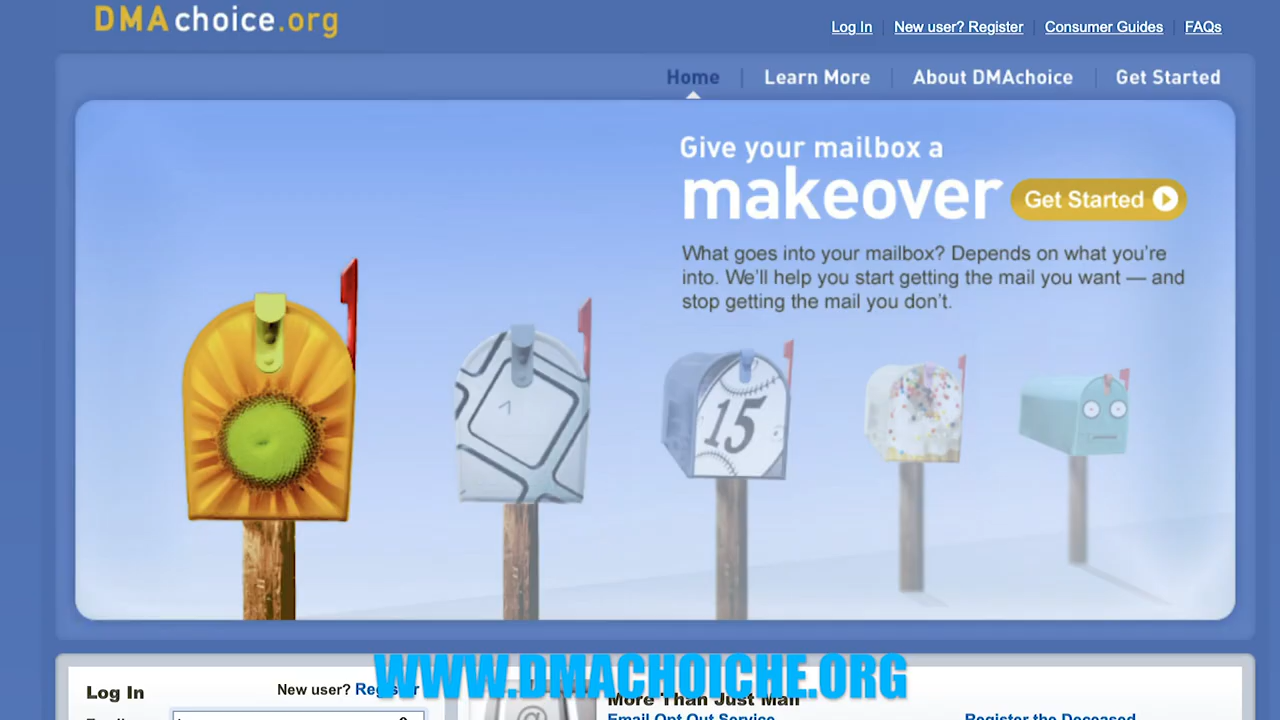 DMAchoice.org
Log In New user? Register Consumer Guides FAQs
Home Learn More About DMAchoice Get Started
Give your mailbox a
makeover Get Started
What goes into your mailbox? Depends on what you're
into. We'll help you start getting the mail you want — and
stop getting the mail you don't.
15
WWW.DMACHOICHE.ORG
Log In New user? Register
More Than Just Mail
Email Opt Out Service Register the Deceased